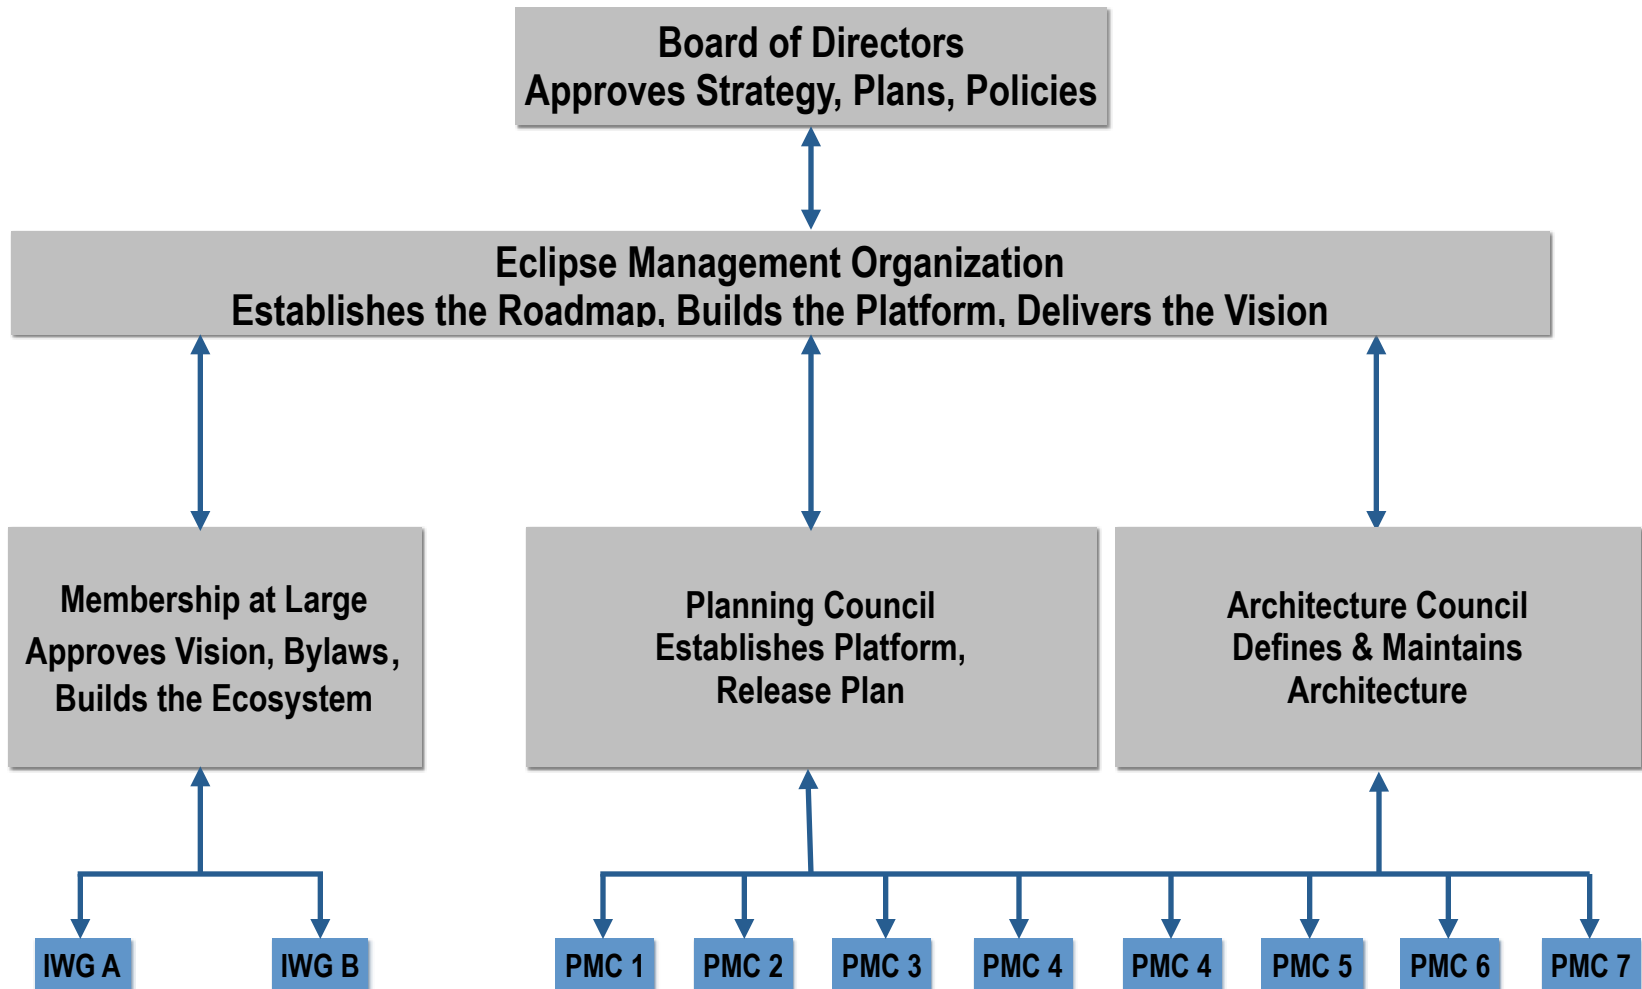 Board of Directors
Approves Strategy, Plans, Policies
Eclipse Management Organization
Establishes the Roadmap, Builds the Platform, Delivers the Vision
Membership at Large
Approves Vision, Bylaws,
Builds the Ecosystem
Planning Council
Establishes Platform,
Release Plan
Architecture Council
Defines & Maintains
Architecture
IWG A
IWG B
PMC 1
PMC 2
PMC 3
PMC 4
PMC 4
PMC 5
PMC 6
PMC 7